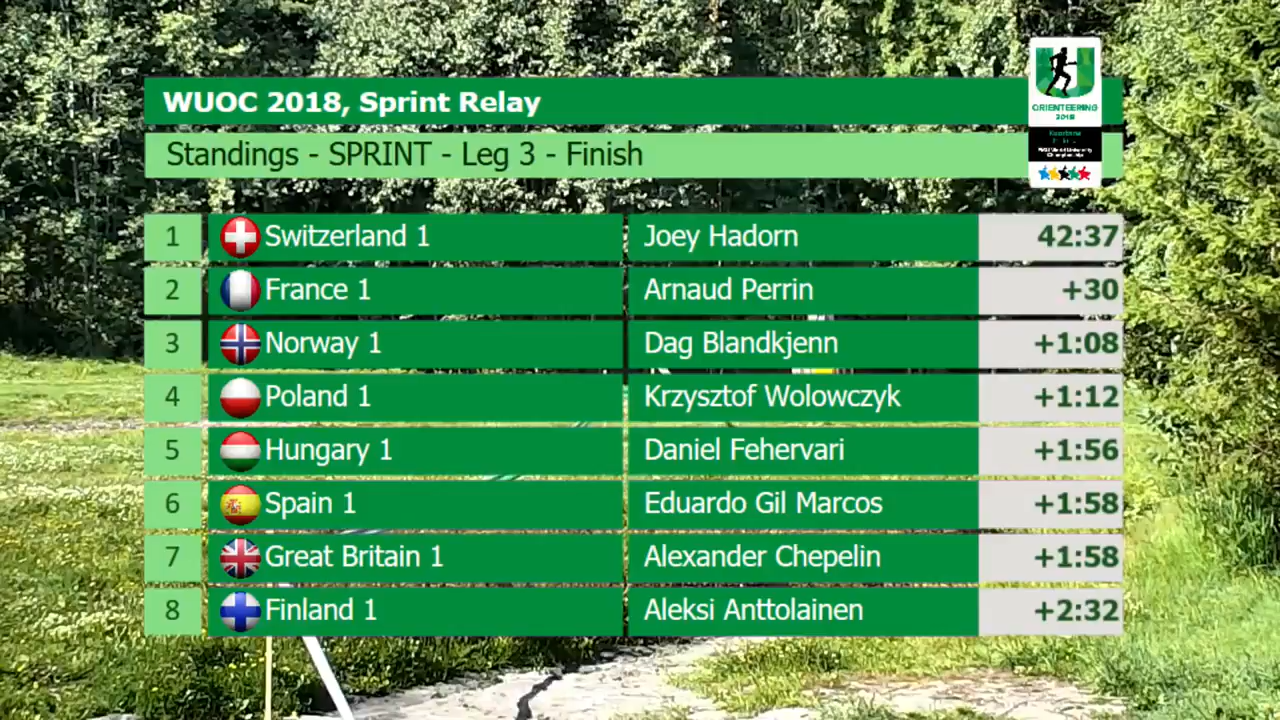 WUOC 2018, Sprint Relay
Standings - SPRINT - Leg 3 - Finish
ORIENTEERING
2018
1 Switzerland 1 Joey Hadorn 42:37
2 France 1 Arnaud Perrin +30
3 Norway 1 Dag Blandkjenn +1:08
4 Poland 1 Krzysztof Wolowczyk +1:12
5 Hungary 1 Daniel Fehervari +1:56
6 Spain 1 Eduardo Gil Marcos +1:58
7 Great Britain 1 Alexander Chepelin +1:58
8 Finland 1 Aleksi Anttolainen +2:32